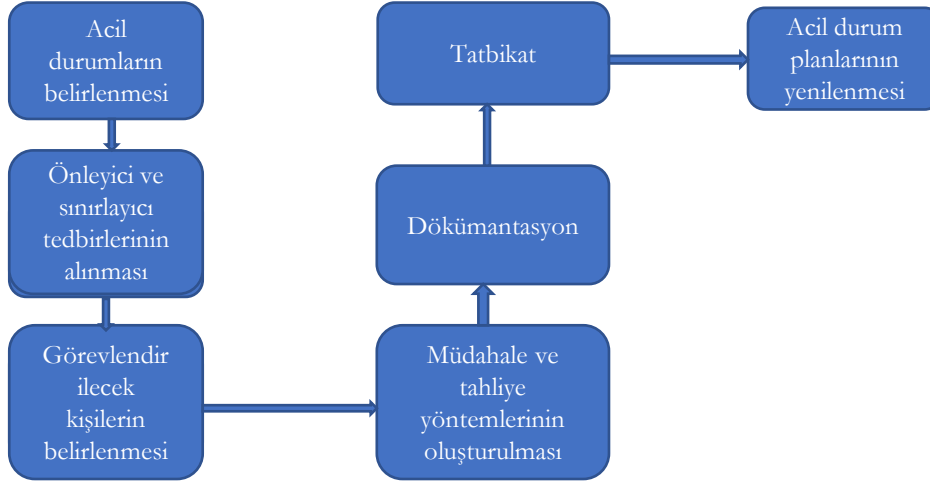 Acil
durumların
belirlenmesi
Önleyici ve
sınırlayıcı
tedbirlerinin
alınması
Görevlendir
ilecek
kişilerin
belirlenmesi
Müdahale ve
tahliye
yöntemlerinin
oluşturulması
Dökümantasyon
Tatbikat
Acil durum
planlarının
yenilenmesi